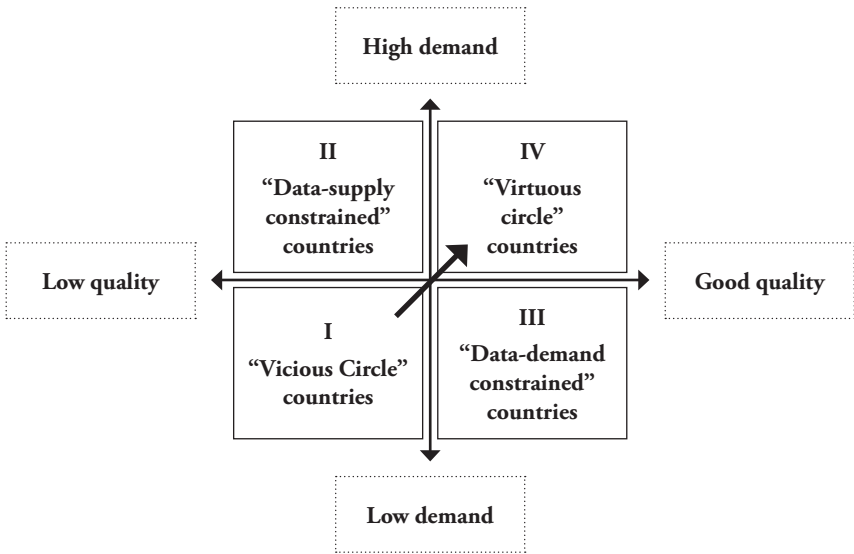 High demand
II
“Data-supply
constrained”
countries
IV
“Virtuous
circle”
countries
Low quality
Good quality
I
“Vicious Circle”
countries
III
“Data-demand
constrained”
countries
Low demand